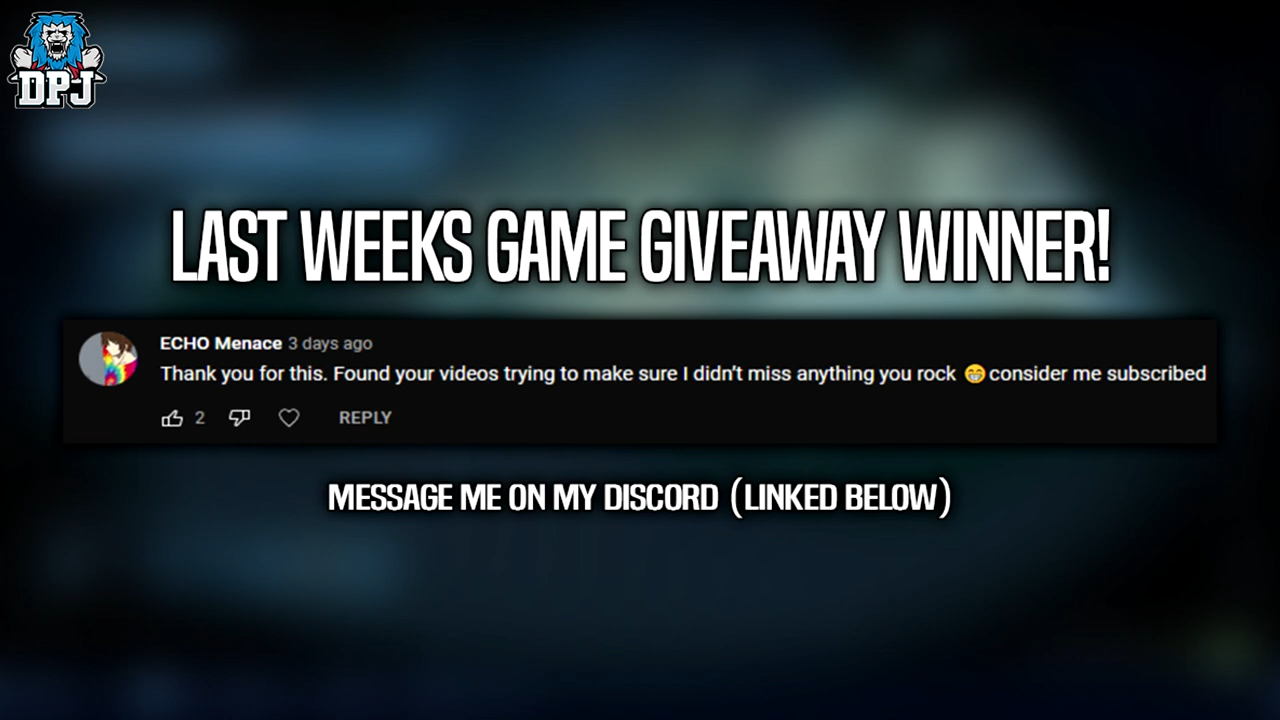 DPJ
LAST WEEKS GAME GIVEAWAY WINNER!
ECHO Menace 3 days ago
Thank you for this. Found your videos trying to make sure I didn't miss anything you rock 😁 consider me subscribed
2 REPLY
MESSAGE ME ON MY DISCORD (LINKED BELOW)